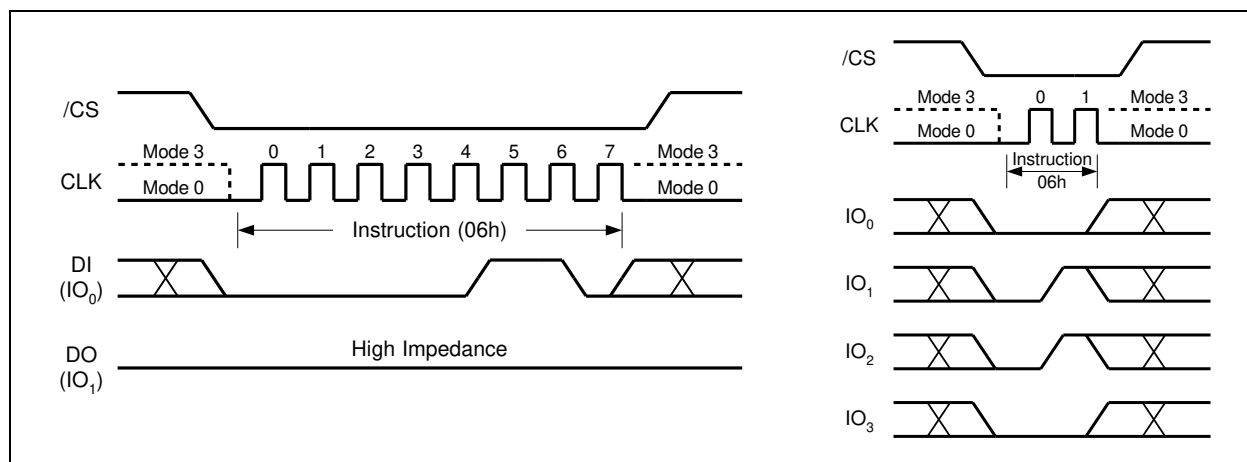 /CS
Mode 3
0 1 2 3 4 5 6 7
Mode 3
CLK
Mode 0
Mode 0
Instruction (06h)
DI
(IO0)
High Impedance
DO
(IO1)
/CS
Mode 3
0 1
Mode 3
CLK
Mode 0
Mode 0
Instruction
06h
IO0
IO1
IO2
IO3